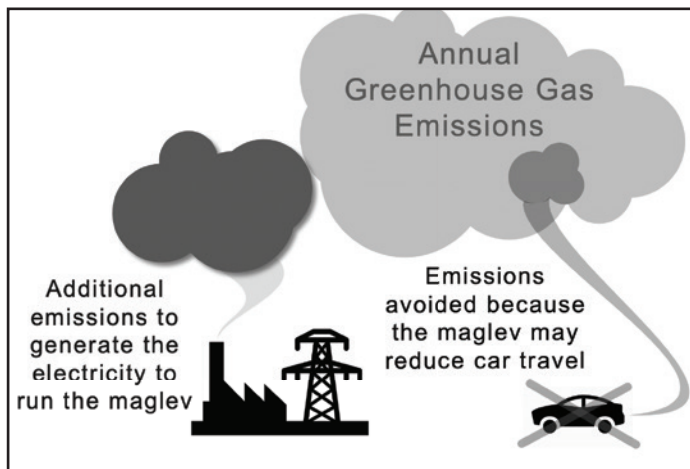 Annual
Greenhouse Gas
Emissions
Additional
emissions to
generate the
electricity to
run the maglev
Emissions
avoided because
the maglev may
reduce car travel